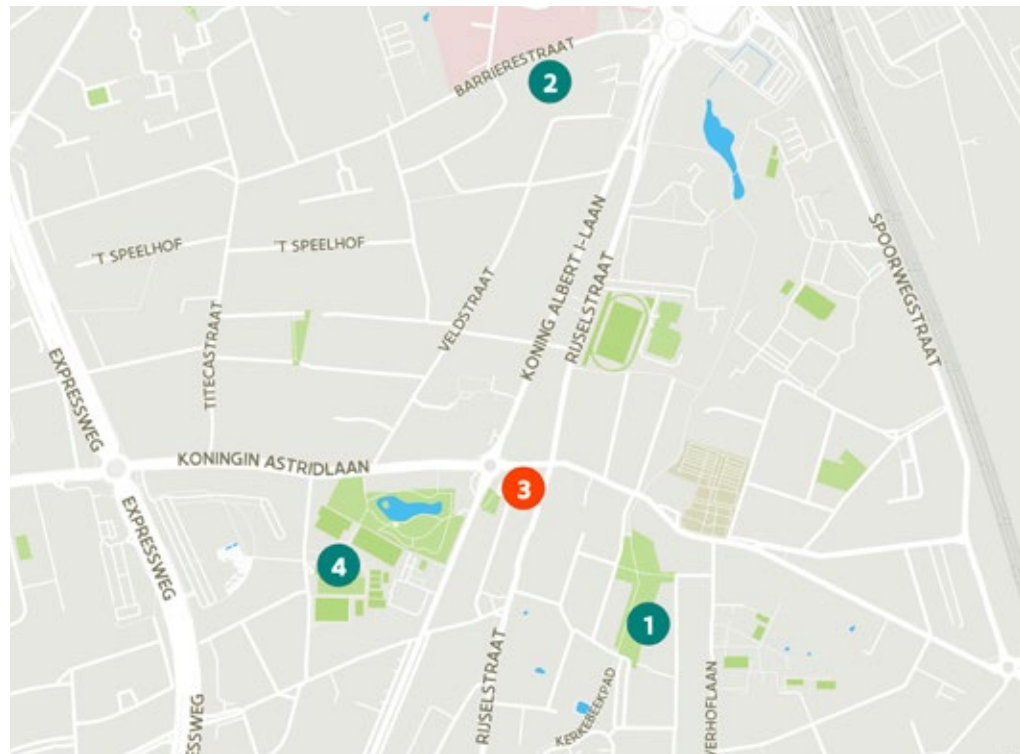 BARRIERESTRAAT
2
'T SPEELHOF
'T SPEELHOF
TITECASTRAAT
VELDSTRAAT
KONING ALBERT I-LAAN
RIJSELSTRAAT
SPOORWEGSTRAAT
EXPRESSWEG
KONINGIN ASTRIDLAAN
3
EXPRESSWEG
4
1
RIJSELSTRAAT
KERKEBEEKPAD
VERHOFLAAN
SSWEG